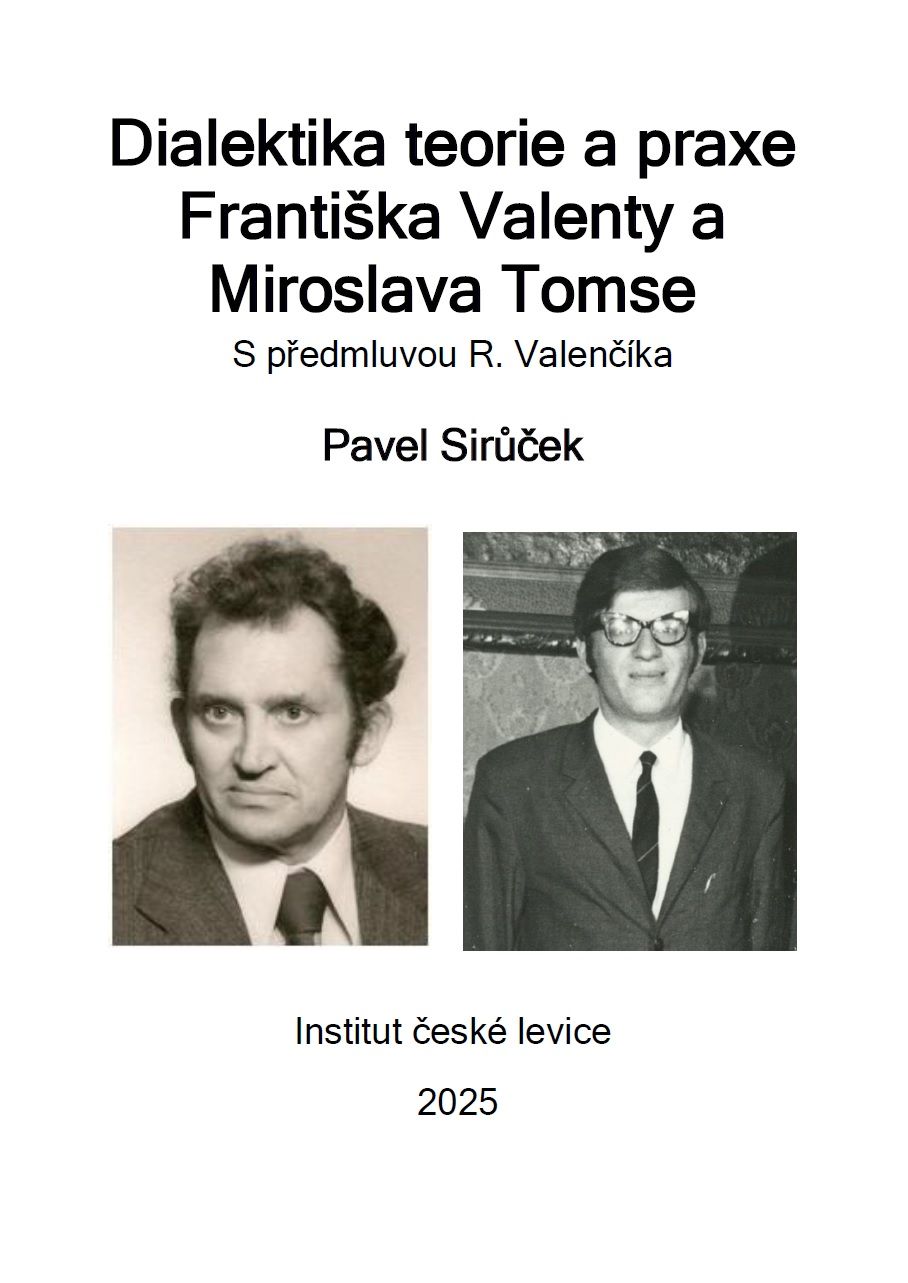 Dialektika teorie a praxe
Františka Valenty a
Miroslava Tomse
S předmluvou R. Valenčíka
Pavel Sirůček
Institut české levice
2025